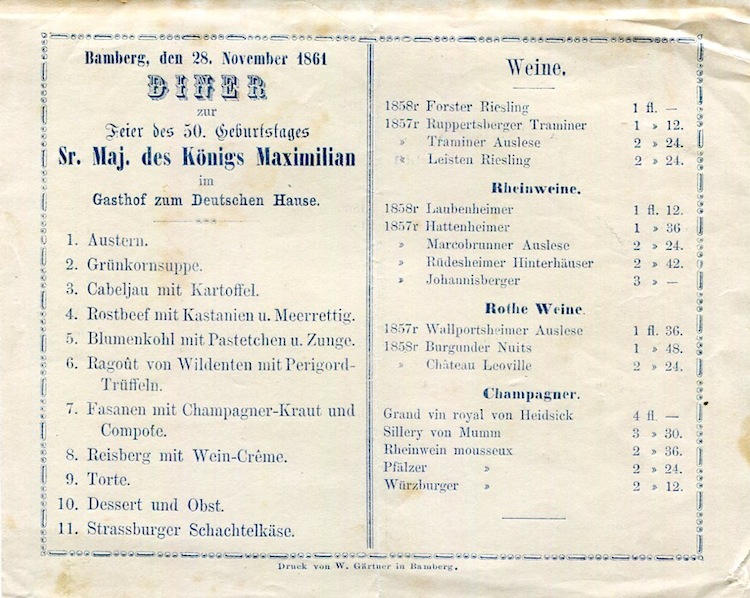 Bamberg, den 28. November 1861
DINER
zur
Feier des 50. Geburtstages
Sr. Maj. des Königs Maximilian
im
Gasthof zum Deutschen Hause.
1. Austern.
2. Grünkornsuppe.
3. Cabeljau mit Kartoffel.
4. Rostbeef mit Kastanien u. Meerrettig.
5. Blumenkohl mit Pastetchen u. Zunge.
6. Ragoût von Wildenten mit Perigord-
Trüffeln.
7. Fasanen mit Champagner-Kraut und
Compote.
8. Reisberg mit Wein-Crême.
9. Torte.
10. Dessert und Obst.
11. Strassburger Schachtelkäse.
Weine.
1858r Forster Riesling 1 fl. —
1857r Ruppertsberger Traminer 1 » 12.
» Traminer Auslese 2 » 24.
» Leisten Riesling 2 » 24.
Rheinweine.
1858r Laubenheimer 1 fl. 12.
1857r Hattenheimer 1 » 36
» Marcobrunner Auslese 2 » 24.
» Rüdesheimer Hinterhäuser 2 » 42.
» Johannisberger 3 » —
Rothe Weine.
1857r Wallportsheimer Auslese 1 fl. 36.
1858r Burgunder Nuits 1 » 48.
» Château Leoville 2 » 24.
Champagner.
Grand vin royal von Heidsick 4 fl. —
Sillery von Mumm 3 » 30.
Rheinwein mousseux 2 » 36.
Pfälzer » 2 » 24.
Würzburger » 2 » 12.
Druck von W. Gärtner in Bamberg.